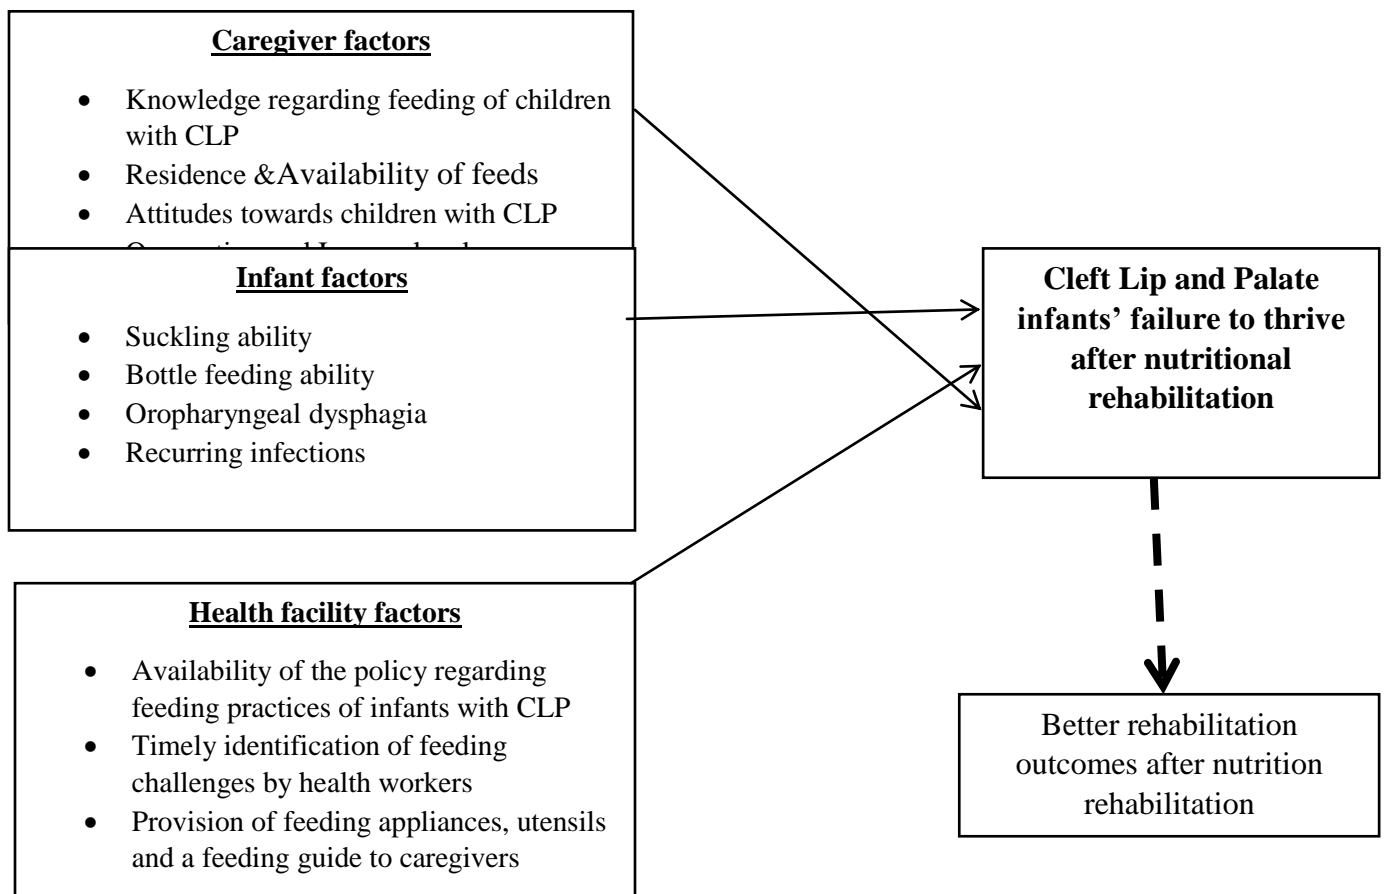 Caregiver factors
• Knowledge regarding feeding of children
with CLP
• Residence &Availability of feeds
• Attitudes towards children with CLP
Infant factors
• Suckling ability
• Bottle feeding ability
• Oropharyngeal dysphagia
• Recurring infections
Health facility factors
• Availability of the policy regarding
feeding practices of infants with CLP
• Timely identification of feeding
challenges by health workers
• Provision of feeding appliances, utensils
and a feeding guide to caregivers
Cleft Lip and Palate
infants’ failure to thrive
after nutritional
rehabilitation
Better rehabilitation
outcomes after nutrition
rehabilitation